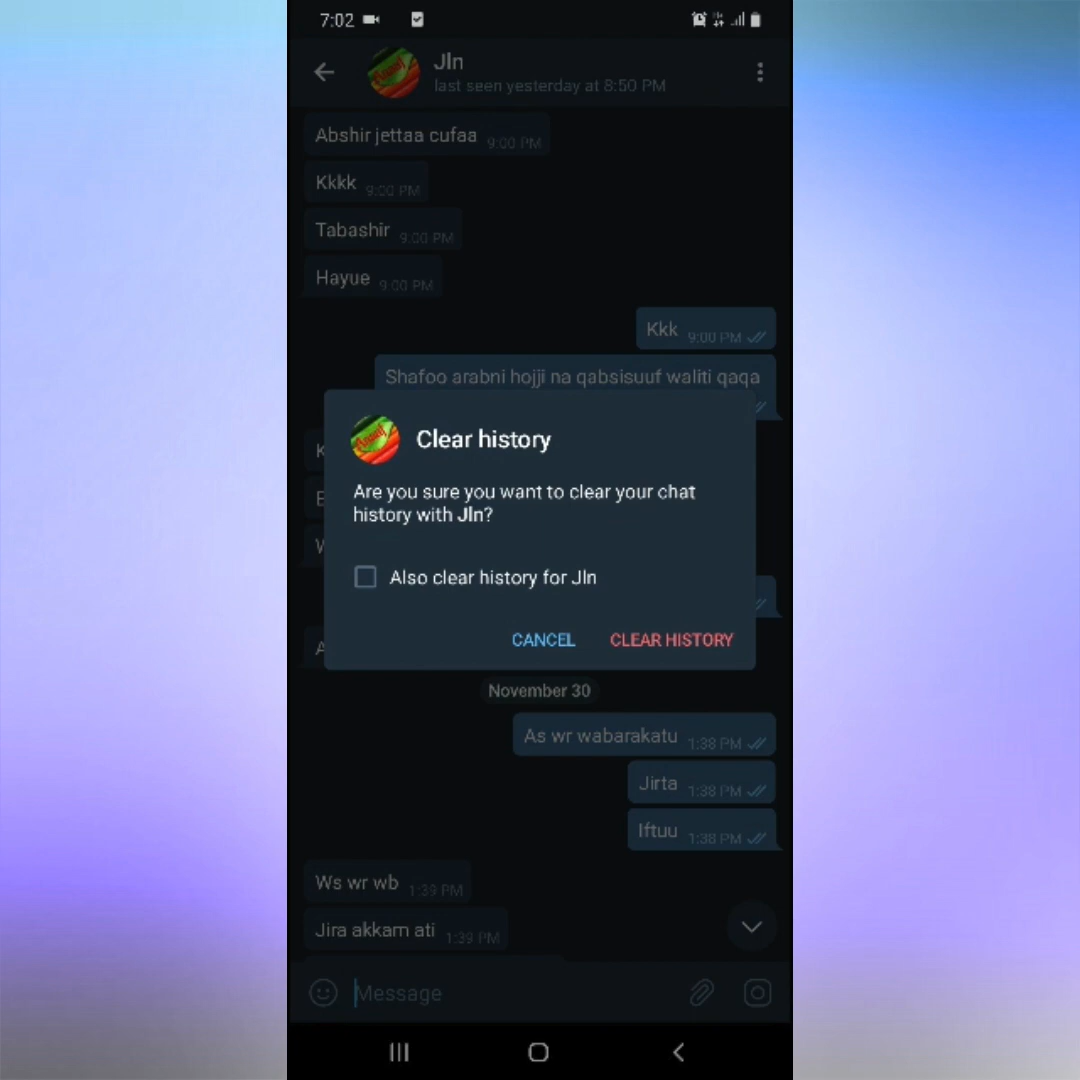 7:02
Jln
last seen yesterday at 8:50 PM
Abshir jettaa cufaa 9:00 PM
Kkkk 9:00 PM
Tabashir 9:00 PM
Hayue 9:00 PM
Kkk 9:00 PM
Shafoo arabni hojji na qabsisuuf waliti qaqa
Clear history
Are you sure you want to clear your chat
history with Jln?
Also clear history for Jln
CANCEL CLEAR HISTORY
November 30
As wr wabarakatu 1:38 PM
Jirta 1:38 PM
Iftuu 1:38 PM
Ws wr wb 1:39 PM
Jira akkam ati 1:39 PM
Message